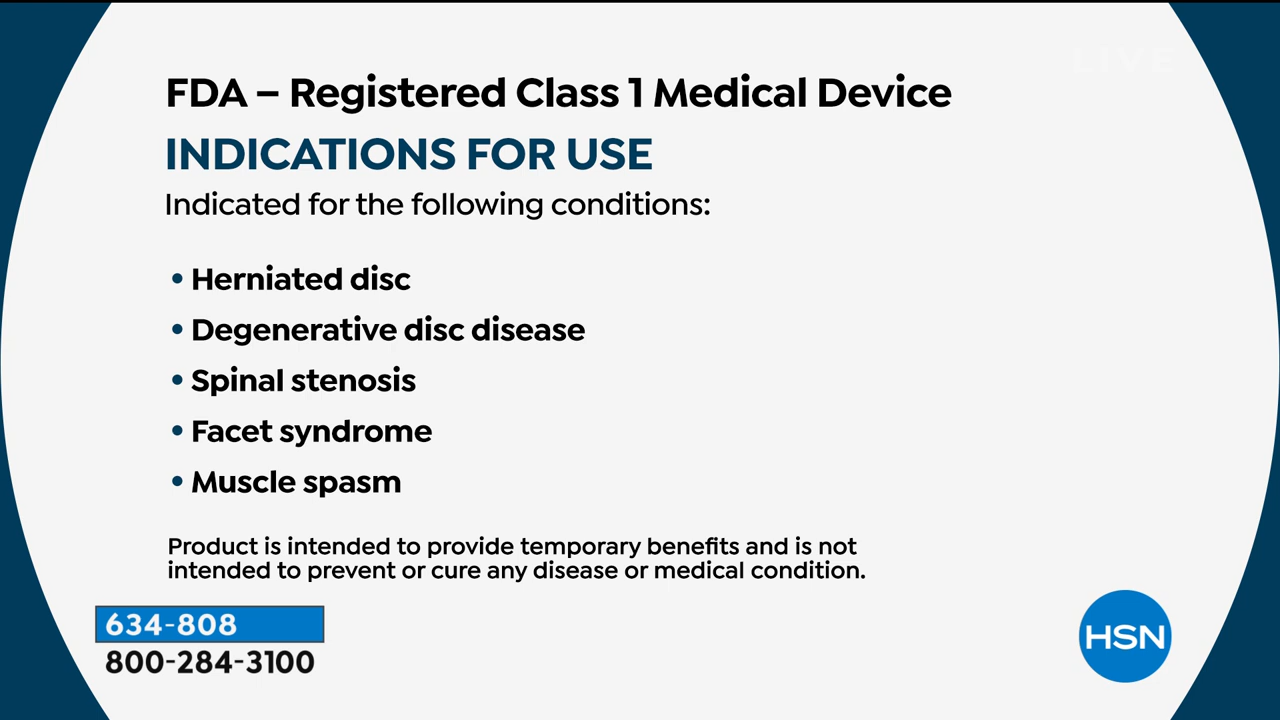 LIVE
FDA – Registered Class 1 Medical Device
INDICATIONS FOR USE
Indicated for the following conditions:
• Herniated disc
• Degenerative disc disease
• Spinal stenosis
• Facet syndrome
• Muscle spasm
Product is intended to provide temporary benefits and is not
intended to prevent or cure any disease or medical condition.
634-808
800-284-3100
HSN